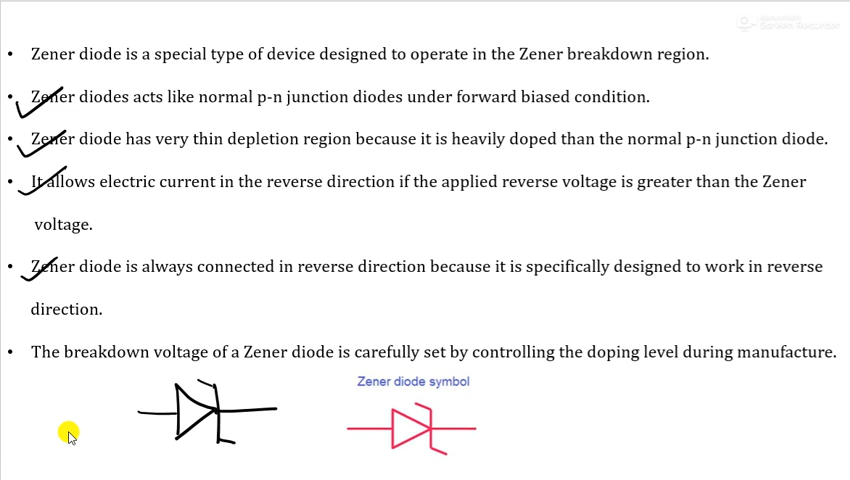 • Zener diode is a special type of device designed to operate in the Zener breakdown region.
• Zener diodes acts like normal p-n junction diodes under forward biased condition.
• Zener diode has very thin depletion region because it is heavily doped than the normal p-n junction diode.
• It allows electric current in the reverse direction if the applied reverse voltage is greater than the Zener
voltage.
• Zener diode is always connected in reverse direction because it is specifically designed to work in reverse
direction.
• The breakdown voltage of a Zener diode is carefully set by controlling the doping level during manufacture.
Zener diode symbol